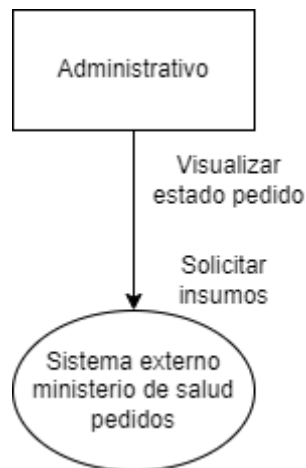 Administrativo
Visualizar
estado pedido
Solicitar
insumos
Sistema externo
ministerio de salud
pedidos